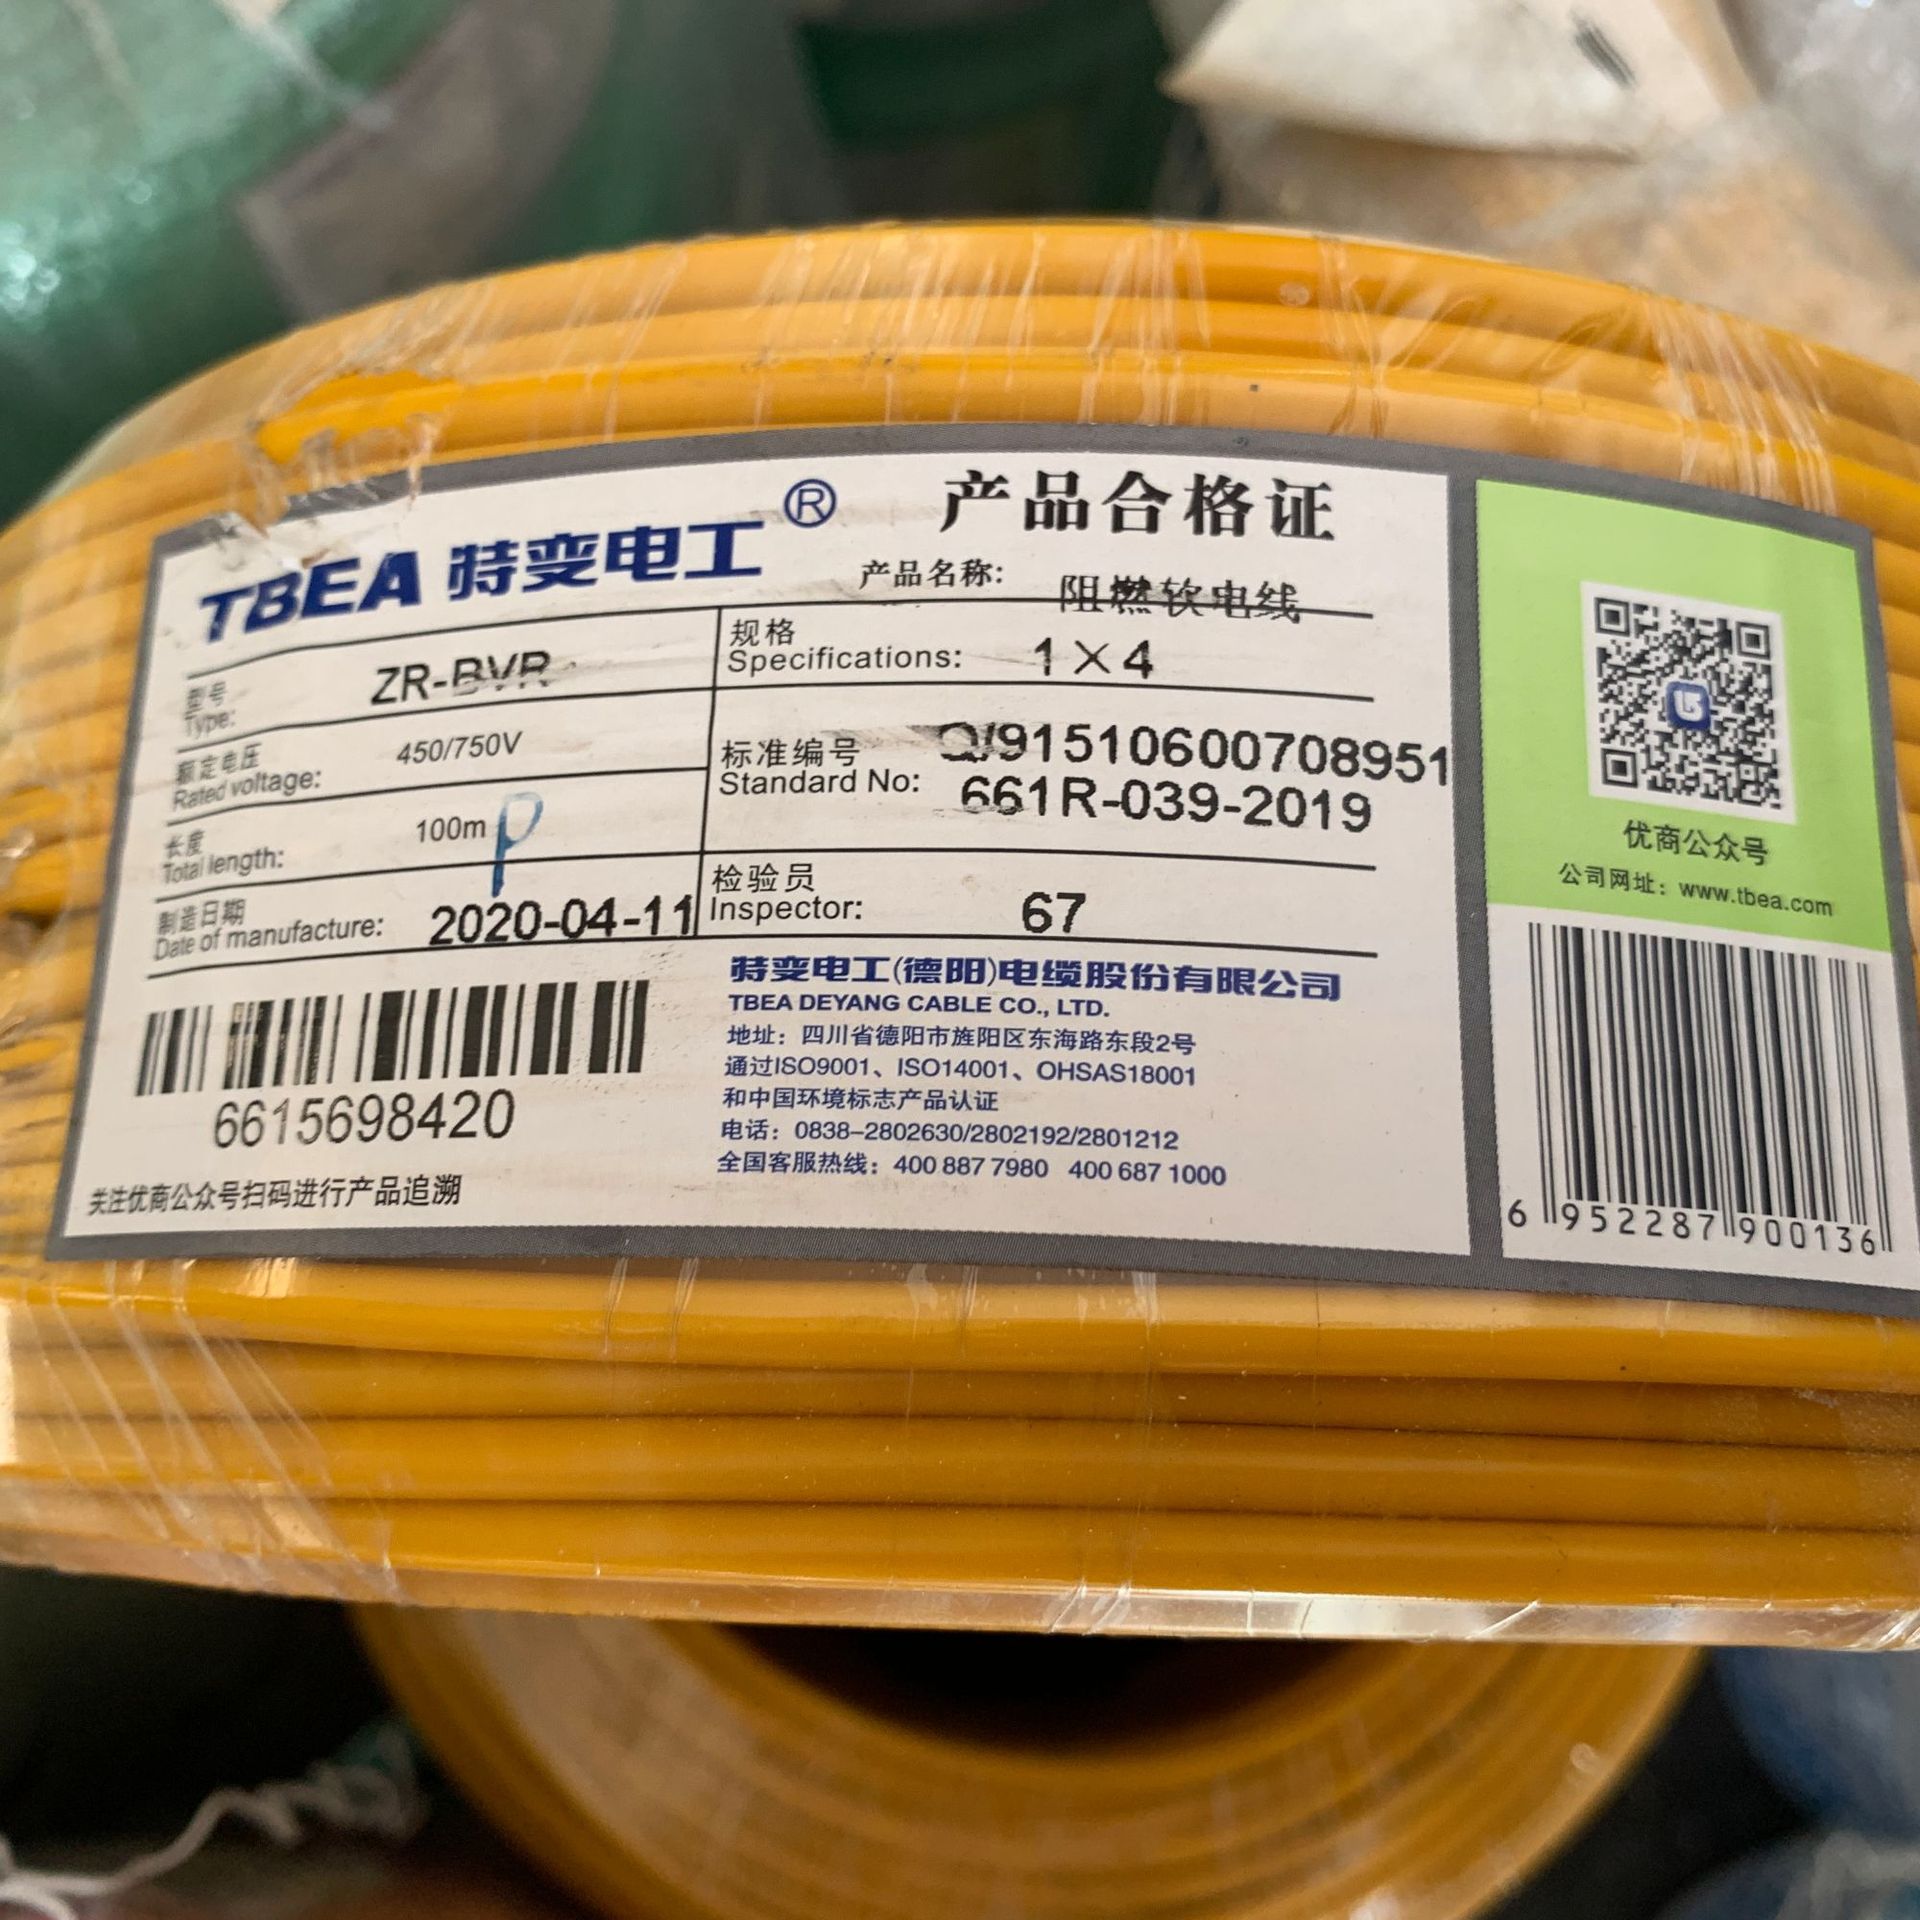 TBEA 特变电工®
产品合格证
产品名称: 阻燃软电线
型号
Type: ZR-BVR
规格
Specifications: 1×4
额定电压
Rated voltage: 450/750V
标准编号
Standard No: Q/91510600708951
661R-039-2019
长度
Total length: 100m
P
制造日期
Date of manufacture: 2020-04-11
检验员
Inspector: 67
6615698420
关注优商公众号扫码进行产品追溯
特变电工(德阳)电缆股份有限公司
TBEA DEYANG CABLE CO., LTD.
地址：四川省德阳市旌阳区东海路东段2号
通过ISO9001、ISO14001、OHSAS18001
和中国环境标志产品认证
电话：0838-2802630/2802192/2801212
全国客服热线：400 887 7980 400 687 1000
优商公众号
公司网址：www.tbea.com
6 952287 900136